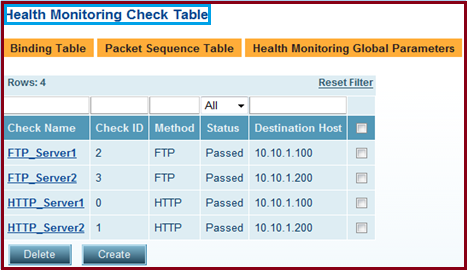 Health Monitoring Check Table
Binding Table Packet Sequence Table Health Monitoring Global Parameters
Rows: 4 Reset Filter
All
Check Name Check ID Method Status Destination Host
FTP_Server1 2 FTP Passed 10.10.1.100
FTP_Server2 3 FTP Passed 10.10.1.200
HTTP_Server1 0 HTTP Passed 10.10.1.100
HTTP_Server2 1 HTTP Passed 10.10.1.200
Delete Create